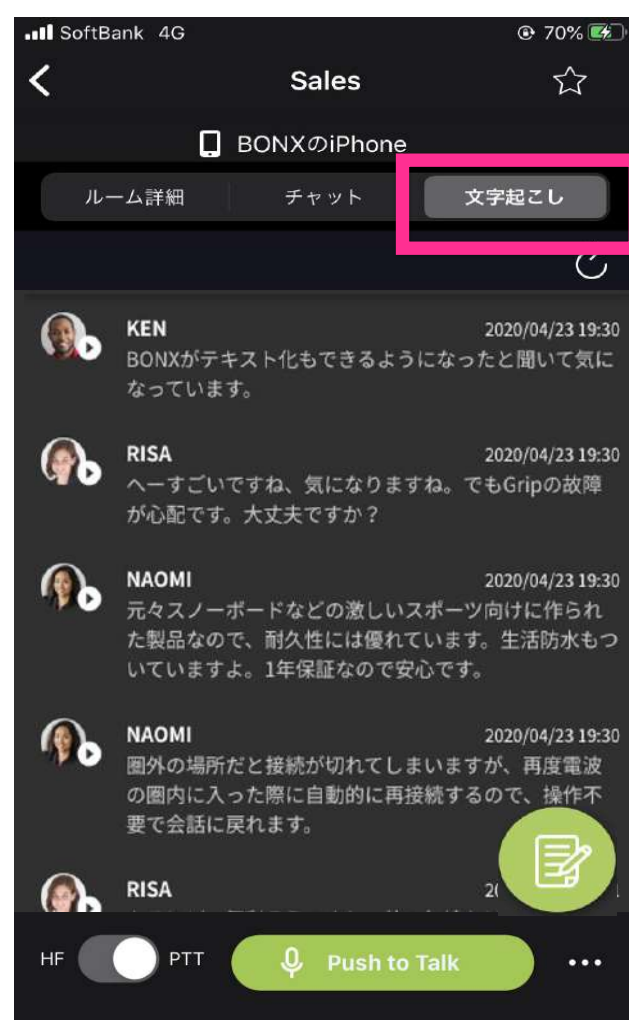 SoftBank 4G 70%
Sales
BONXのiPhone
ルーム詳細 チャット 文字起こし
KEN 2020/04/23 19:30
BONXがテキスト化もできるようになったと聞いて気に
なっています。
RISA 2020/04/23 19:30
へーすごいですね、気になりますね。でもGripの故障
が心配です。大丈夫ですか？
NAOMI 2020/04/23 19:30
元々スノーボードなどの激しいスポーツ向けに作られ
た製品なので、耐久性には優れています。生活防水もつ
いていますよ。1年保証なので安心です。
NAOMI 2020/04/23 19:30
圏外の場所だと接続が切れてしまいますが、再度電波
の圏内に入った際に自動的に再接続するので、操作不
要で会話に戻れます。
RISA
HF PTT Push to Talk